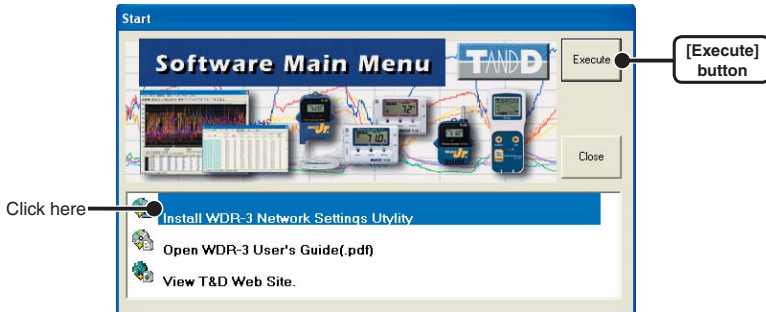 Start
Software Main Menu
TANDD
Execute
[Execute]
button
Close
Click here
Install WDR-3 Network Settings Utylity
Open WDR-3 User's Guide(.pdf)
View T&D Web Site.